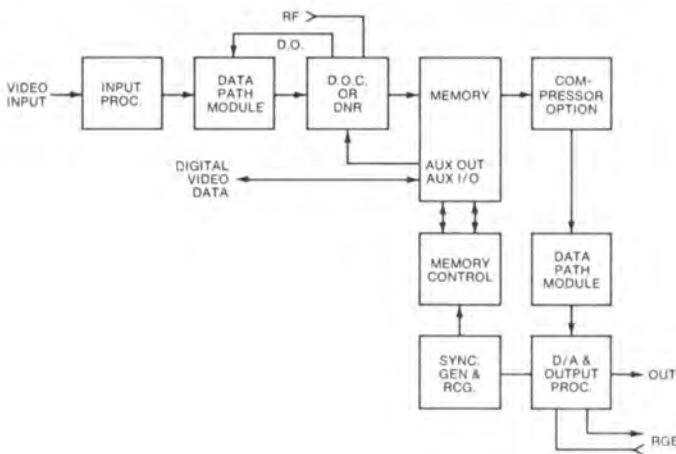 RF
D.O.
VIDEO
INPUT
INPUT
PROC.
DATA
PATH
MODULE
D.O.C.
OR
DNR
MEMORY
AUX OUT
AUX I/O
COM-
PRESSOR
OPTION
DIGITAL
VIDEO
DATA
MEMORY
CONTROL
DATA
PATH
MODULE
SYNC.
GEN &
RCG.
D/A &
OUTPUT
PROC.
OUT
RGB